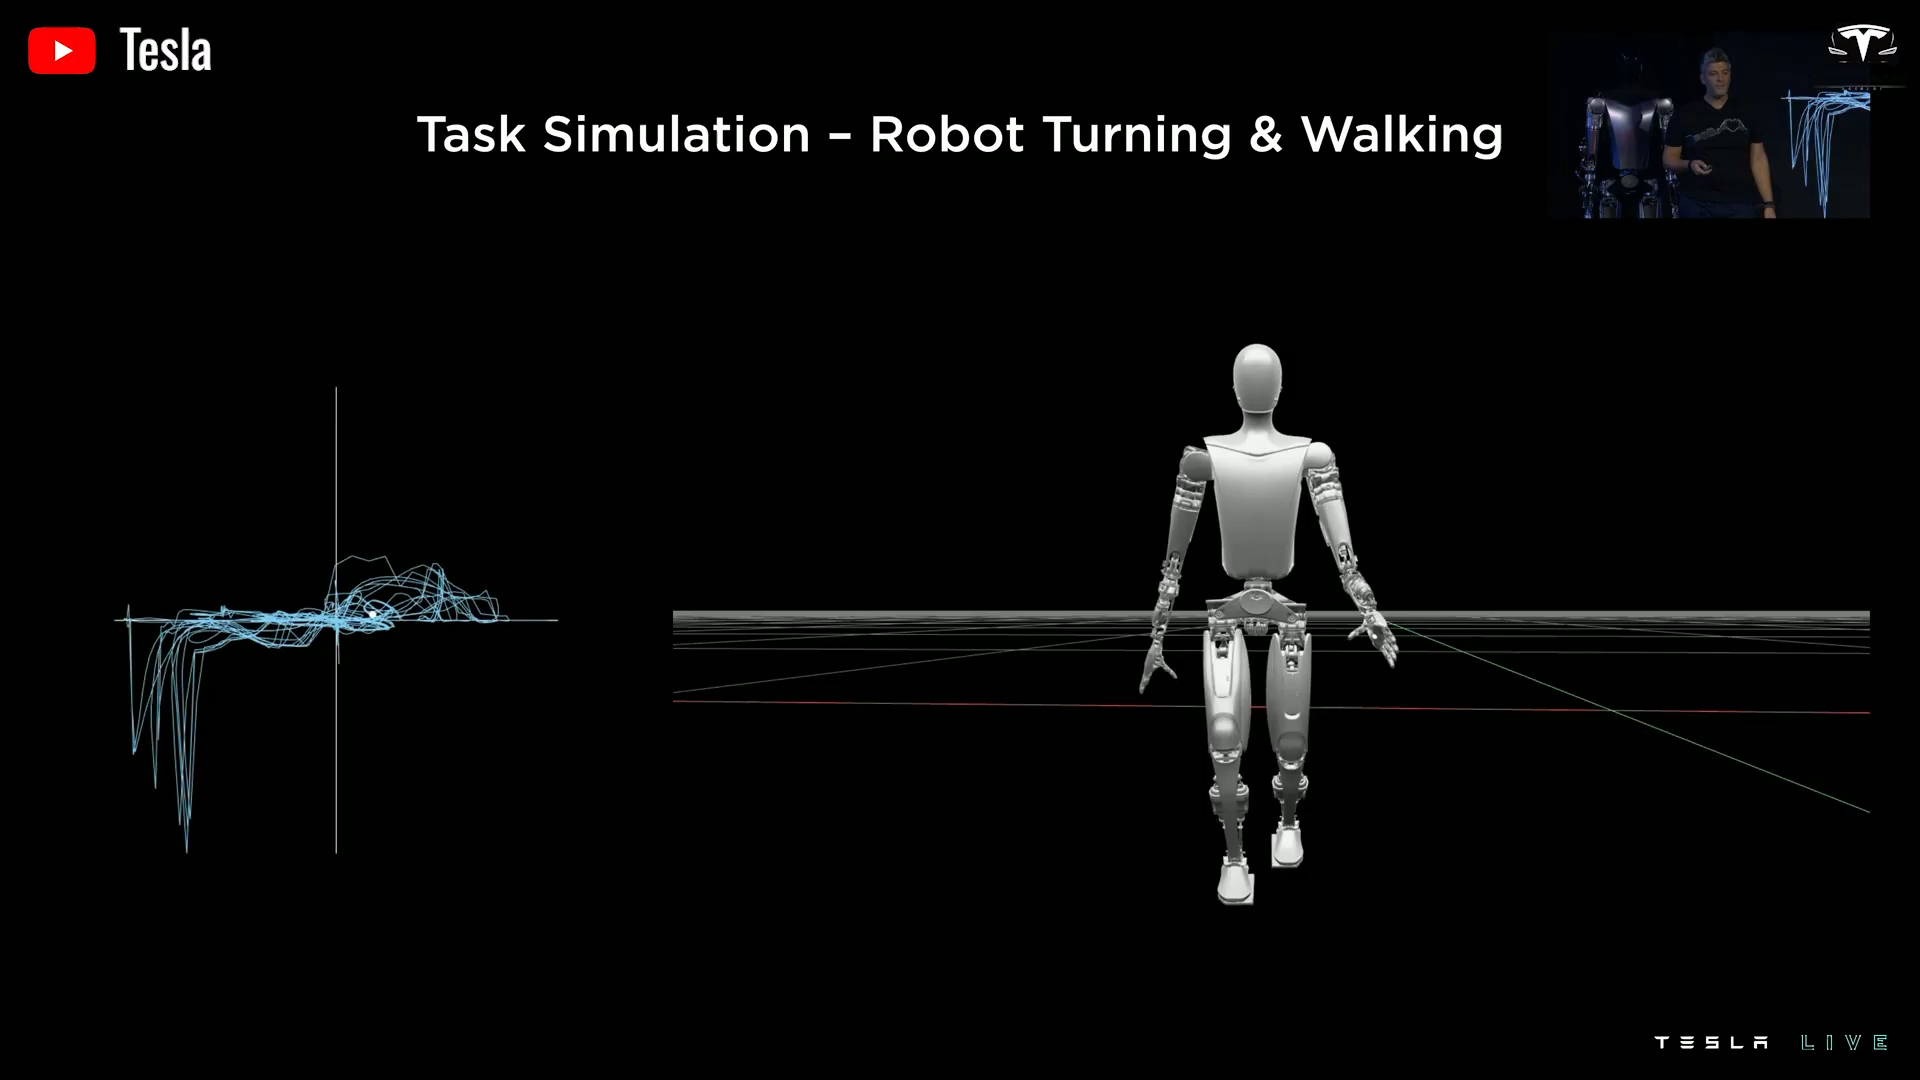 Tesla
Task Simulation – Robot Turning & Walking
TESLA LIVE